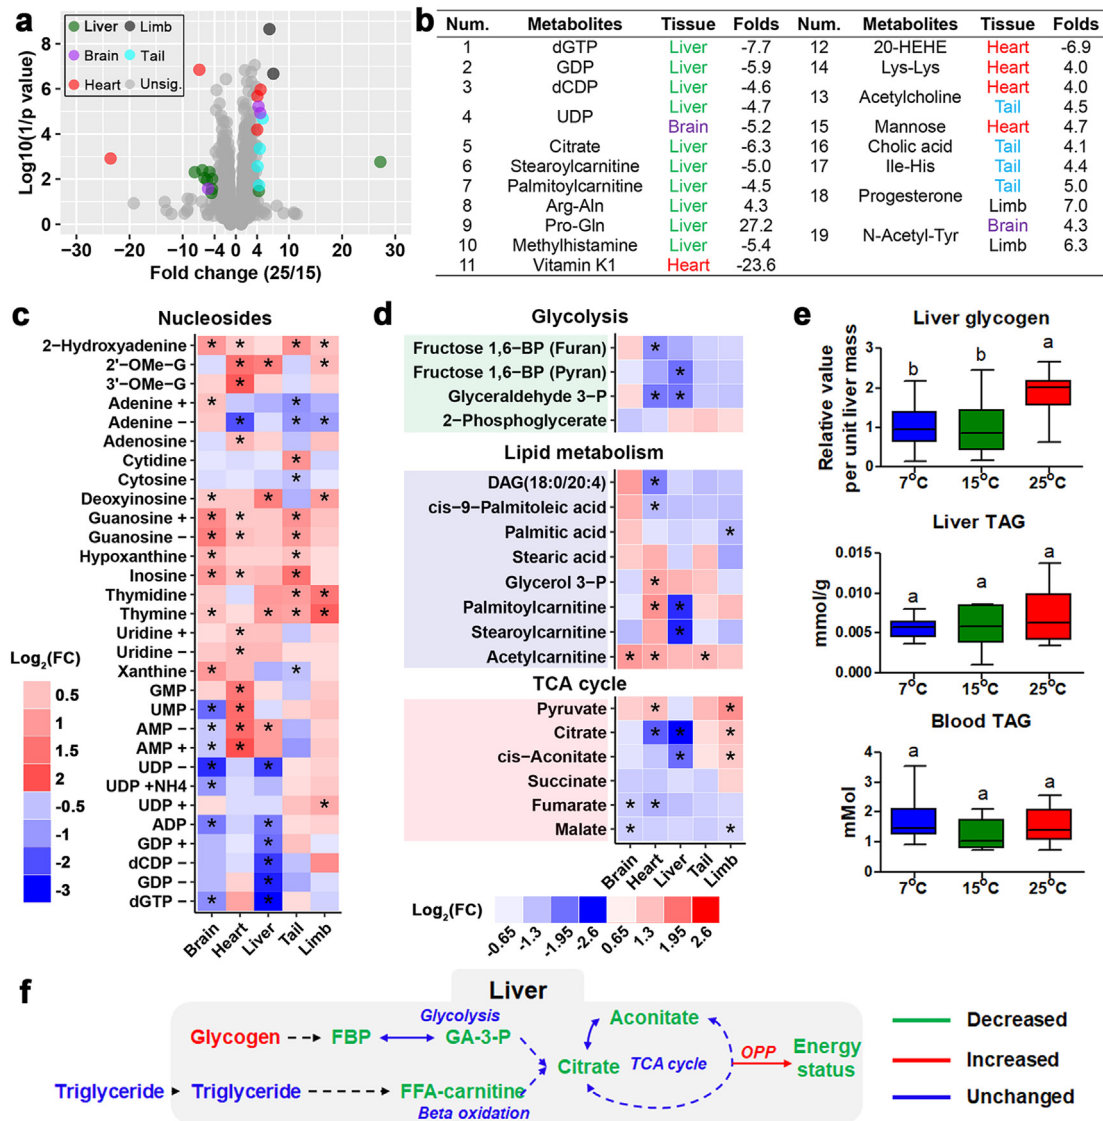 a
Liver
Limb
Brain
Tail
Heart
Unsig.
Log10(1/p value)
8
6
4
2
0
−30
−20
−10
−4
0
4
10
20
30
Fold change (25/15)
b
Num. Metabolites Tissue Folds Num. Metabolites Tissue Folds
1 dGTP Liver -7.7 12 20-HEHE Heart -6.9
2 GDP Liver -5.9 14 Lys-Lys Heart 4.0
3 dCDP Liver -4.6 13 Acetylcholine Heart 4.0
4 UDP Liver -4.7 Tail 4.5
Brain -5.2 15 Mannose Heart 4.7
5 Citrate Liver -6.3 16 Cholic acid Tail 4.1
6 Stearoylcarnitine Liver -5.0 17 Ile-His Tail 4.4
7 Palmitoylcarnitine Liver -4.5 18 Progesterone Tail 5.0
8 Arg-Aln Liver 4.3 Limb 7.0
9 Pro-Gln Liver 27.2 19 N-Acetyl-Tyr Brain 4.3
10 Methylhistamine Liver -5.4 Limb 6.3
11 Vitamin K1 Heart -23.6
c
Nucleosides
2−Hydroxyadenine * * * *
2'−OMe−G * * *
3'−OMe−G *
Adenine + * *
Adenine − * * *
Adenosine *
Cytidine *
Cytosine *
Deoxyinosine * * *
Guanosine + * * *
Guanosine − * * *
Hypoxanthine * *
Inosine * * *
Thymidine * *
Thymine * * * *
Uridine + *
Uridine − *
Xanthine * *
GMP *
UMP * *
AMP − * * *
AMP + * *
UDP − * *
UDP +NH4 *
UDP + *
ADP * *
GDP + *
dCDP − *
GDP − *
dGTP − * *
Brain
Heart
Liver
Tail
Limb
Log2(FC)
0.5
1
1.5
2
-0.5
-1
-2
-3
d
Glycolysis
Fructose 1,6−BP (Furan) *
Fructose 1,6−BP (Pyran) *
Glyceraldehyde 3−P * *
2−Phosphoglycerate
Lipid metabolism
DAG(18:0/20:4) *
cis−9−Palmitoleic acid *
Palmitic acid *
Stearic acid
Glycerol 3−P *
Palmitoylcarnitine * *
Stearoylcarnitine *
Acetylcarnitine * * *
TCA cycle
Pyruvate * *
Citrate * * *
cis−Aconitate * *
Succinate
Fumarate * *
Malate * *
Brain
Heart
Liver
Tail
Limb
Log2(FC)
-0.65
-1.3
-1.95
-2.6
0.65
1.3
1.95
2.6
e
Liver glycogen
Relative value
per unit liver mass
3
2
1
0
b
b
a
7°C
15°C
25°C
Liver TAG
mmol/g
0.015
0.010
0.005
0.000
a
a
a
7°C
15°C
25°C
Blood TAG
mMol
4
3
2
1
0
a
a
a
7°C
15°C
25°C
f
Liver
Glycogen
FBP
Glycolysis
GA-3-P
Aconitate
Citrate
TCA cycle
OPP
Energy
status
Triglyceride
Triglyceride
FFA-carnitine
Beta oxidation
Decreased
Increased
Unchanged